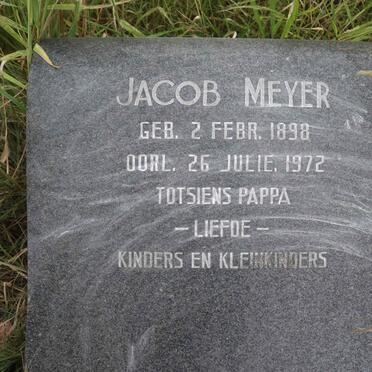 JACOB MEYER
GEB. 2 FEBR. 1898
OORL. 26 JULIE. 1972
TOTSIENS PAPPA
– LIEFDE –
KINDERS EN KLEINKINDERS